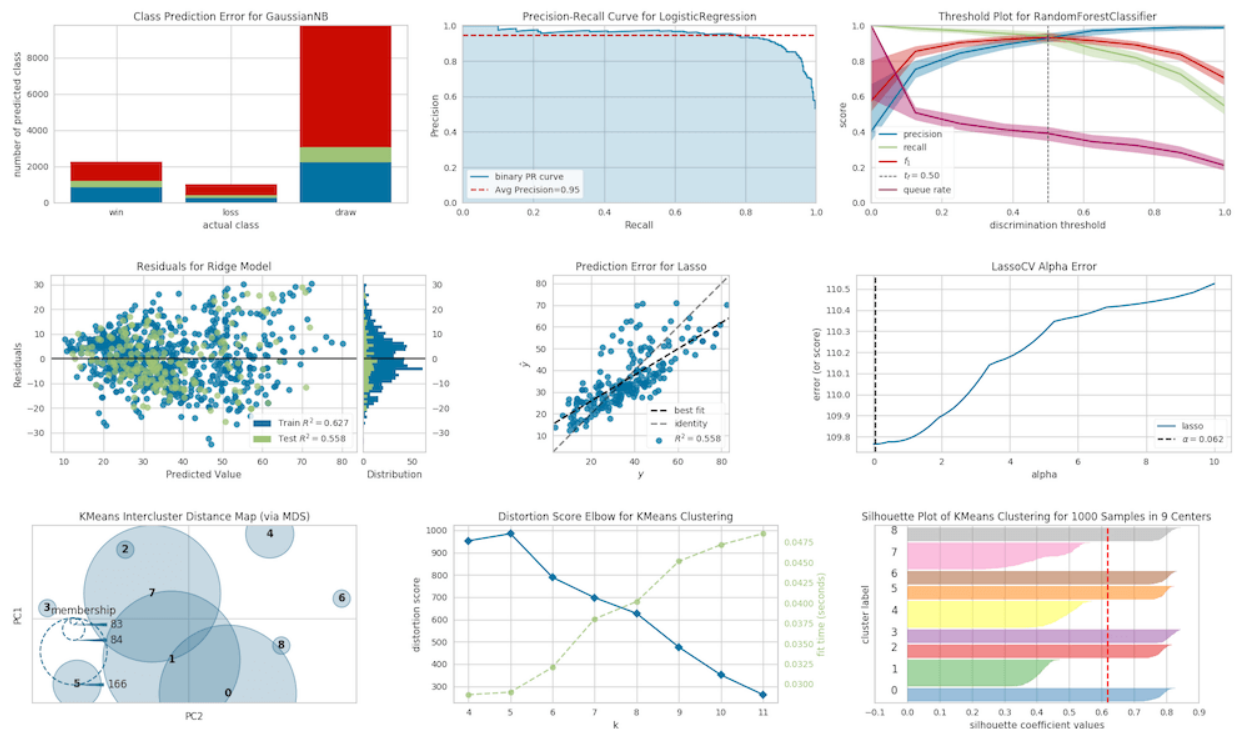 Class Prediction Error for GaussianNB
number of predicted class
8000
6000
4000
2000
0
win loss draw
actual class
Precision-Recall Curve for LogisticRegression
Precision
1.0
0.8
0.6
0.4
0.2
0.0
binary PR curve
Avg Precision=0.95
0.0 0.2 0.4 0.6 0.8 1.0
Recall
Threshold Plot for RandomForestClassifier
score
1.0
0.8
0.6
0.4
0.2
0.0
precision
recall
f₁
tᵣ=0.50
queue rate
0.0 0.2 0.4 0.6 0.8 1.0
discrimination threshold
Residuals for Ridge Model
Residuals
30
20
10
0
−10
−20
−30
Train R² = 0.627
Test R² = 0.558
10 20 30 40 50 60 70 80
Predicted Value
30
20
10
0
−10
−20
−30
50
Distribution
Prediction Error for Lasso
ŷ
80
70
60
50
40
30
20
10
best fit
identity
R² = 0.558
20 40 60 80
y
LassoCV Alpha Error
error (or score)
110.5
110.4
110.3
110.2
110.1
110.0
109.9
109.8
lasso
α = 0.062
0 2 4 6 8 10
alpha
KMeans Intercluster Distance Map (via MDS)
PC1
4
2
7
6
3
membership
83
84
8
1
5
166
0
PC2
Distortion Score Elbow for KMeans Clustering
distortion score
1000
900
800
700
600
500
400
300
4 5 6 7 8 9 10 11
k
0.0475
0.0450
0.0425
0.0400
0.0375
0.0350
0.0325
0.0300
fit time (seconds)
Silhouette Plot of KMeans Clustering for 1000 Samples in 9 Centers
cluster label
8
7
6
5
4
3
2
1
0
−0.1 0.0 0.1 0.2 0.3 0.4 0.5 0.6 0.7 0.8 0.9
silhouette coefficient values